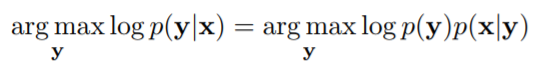 arg max log p(y|x) = arg max log p(y)p(x|y)
y y